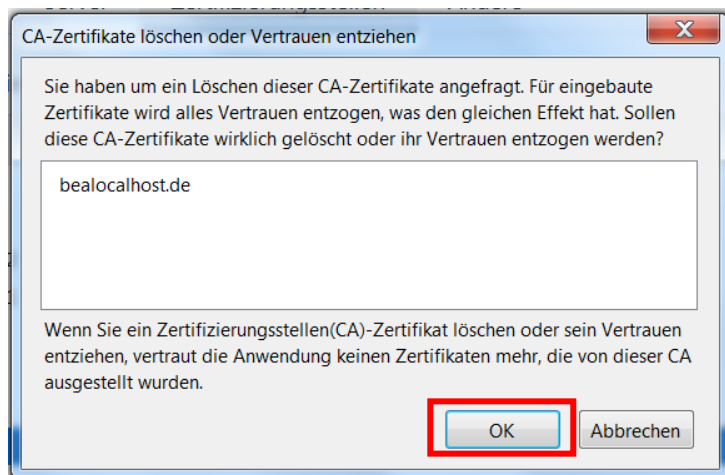 CA-Zertifikate löschen oder Vertrauen entziehen
Sie haben um ein Löschen dieser CA-Zertifikate angefragt. Für eingebaute
Zertifikate wird alles Vertrauen entzogen, was den gleichen Effekt hat. Sollen
diese CA-Zertifikate wirklich gelöscht oder ihr Vertrauen entzogen werden?
bealocalhost.de
Wenn Sie ein Zertifizierungsstellen(CA)-Zertifikat löschen oder sein Vertrauen
entziehen, vertraut die Anwendung keinen Zertifikaten mehr, die von dieser CA
ausgestellt wurden.
OK Abbrechen